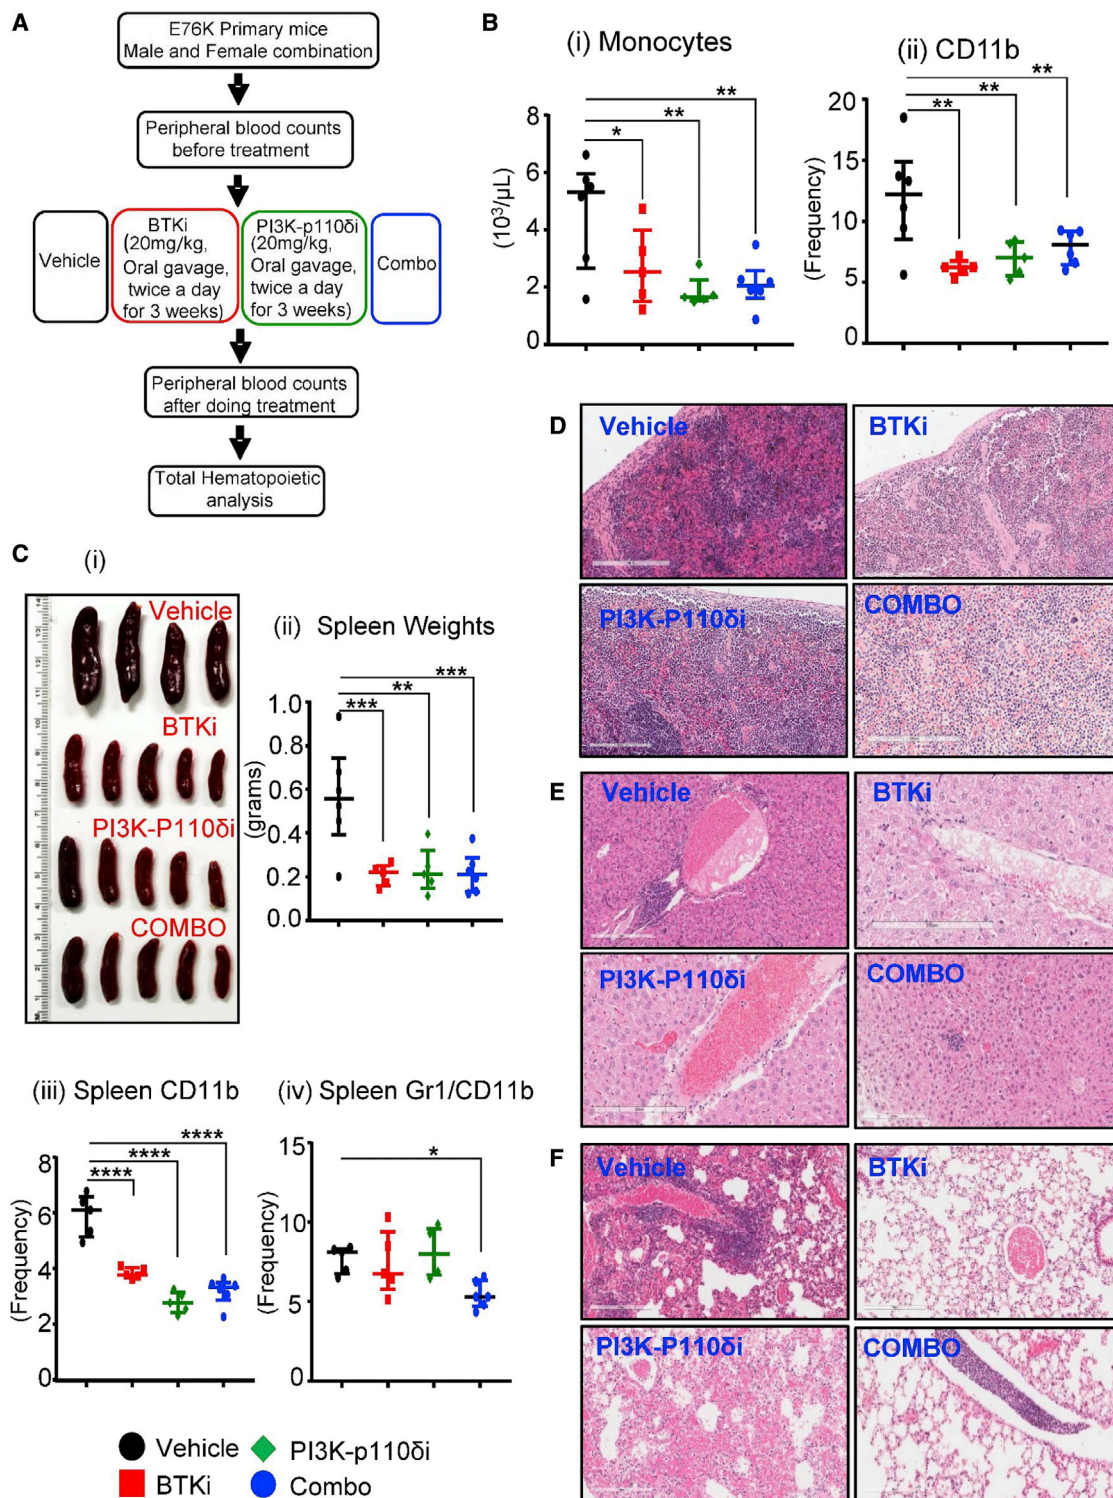 A
E76K Primary mice
Male and Female combination
Peripheral blood counts
before treatment
Vehicle
BTKi
(20mg/kg,
Oral gavage,
twice a day
for 3 weeks)
PI3K-p110δi
(20mg/kg,
Oral gavage,
twice a day
for 3 weeks)
Combo
Peripheral blood counts
after doing treatment
Total Hematopoietic
analysis
B
(i) Monocytes
(10³/μL)
8
6
4
2
0
*
**
**
(ii) CD11b
(Frequency)
20
15
10
5
0
**
**
**
C
(i)
Vehicle
BTKi
PI3K-P110δi
COMBO
(ii) Spleen Weights
(grams)
1.0
0.8
0.6
0.4
0.2
0.0
***
**
***
(iii) Spleen CD11b
(Frequency)
8
6
4
2
0
****
****
****
(iv) Spleen Gr1/CD11b
(Frequency)
15
10
5
0
*
Vehicle
PI3K-p110δi
BTKi
Combo
D
Vehicle
BTKi
PI3K-P110δi
COMBO
E
Vehicle
BTKi
PI3K-P110δi
COMBO
F
Vehicle
BTKi
PI3K-P110δi
COMBO